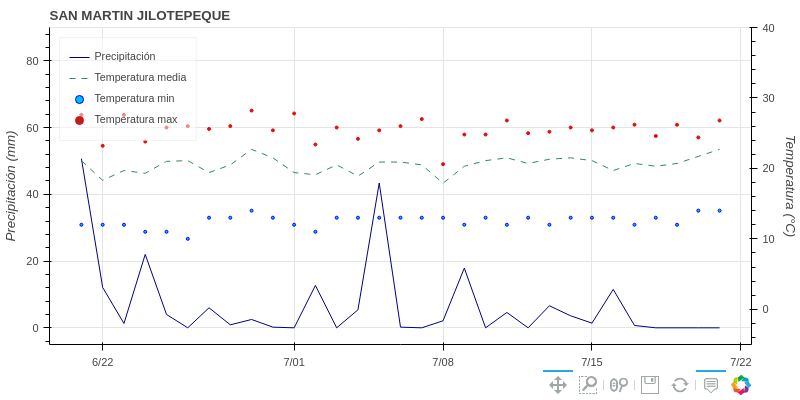 SAN MARTIN JILOTEPEQUE
Precipitación
Temperatura media
Temperatura min
Temperatura max
Precipitación (mm)
80
60
40
20
0
Temperatura (°C)
40
30
20
10
0
6/22
7/01
7/08
7/15
7/22